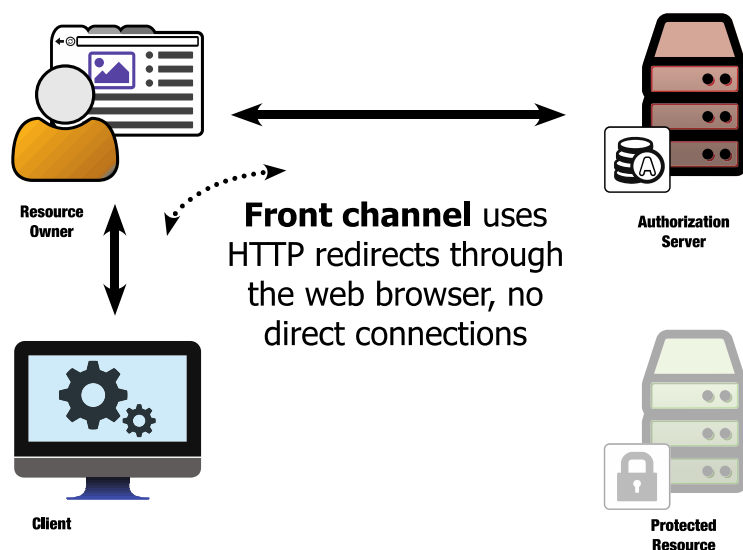 Resource
Owner
Authorization
Server
A
Front channel uses
HTTP redirects through
the web browser, no
direct connections
Client
Protected
Resource